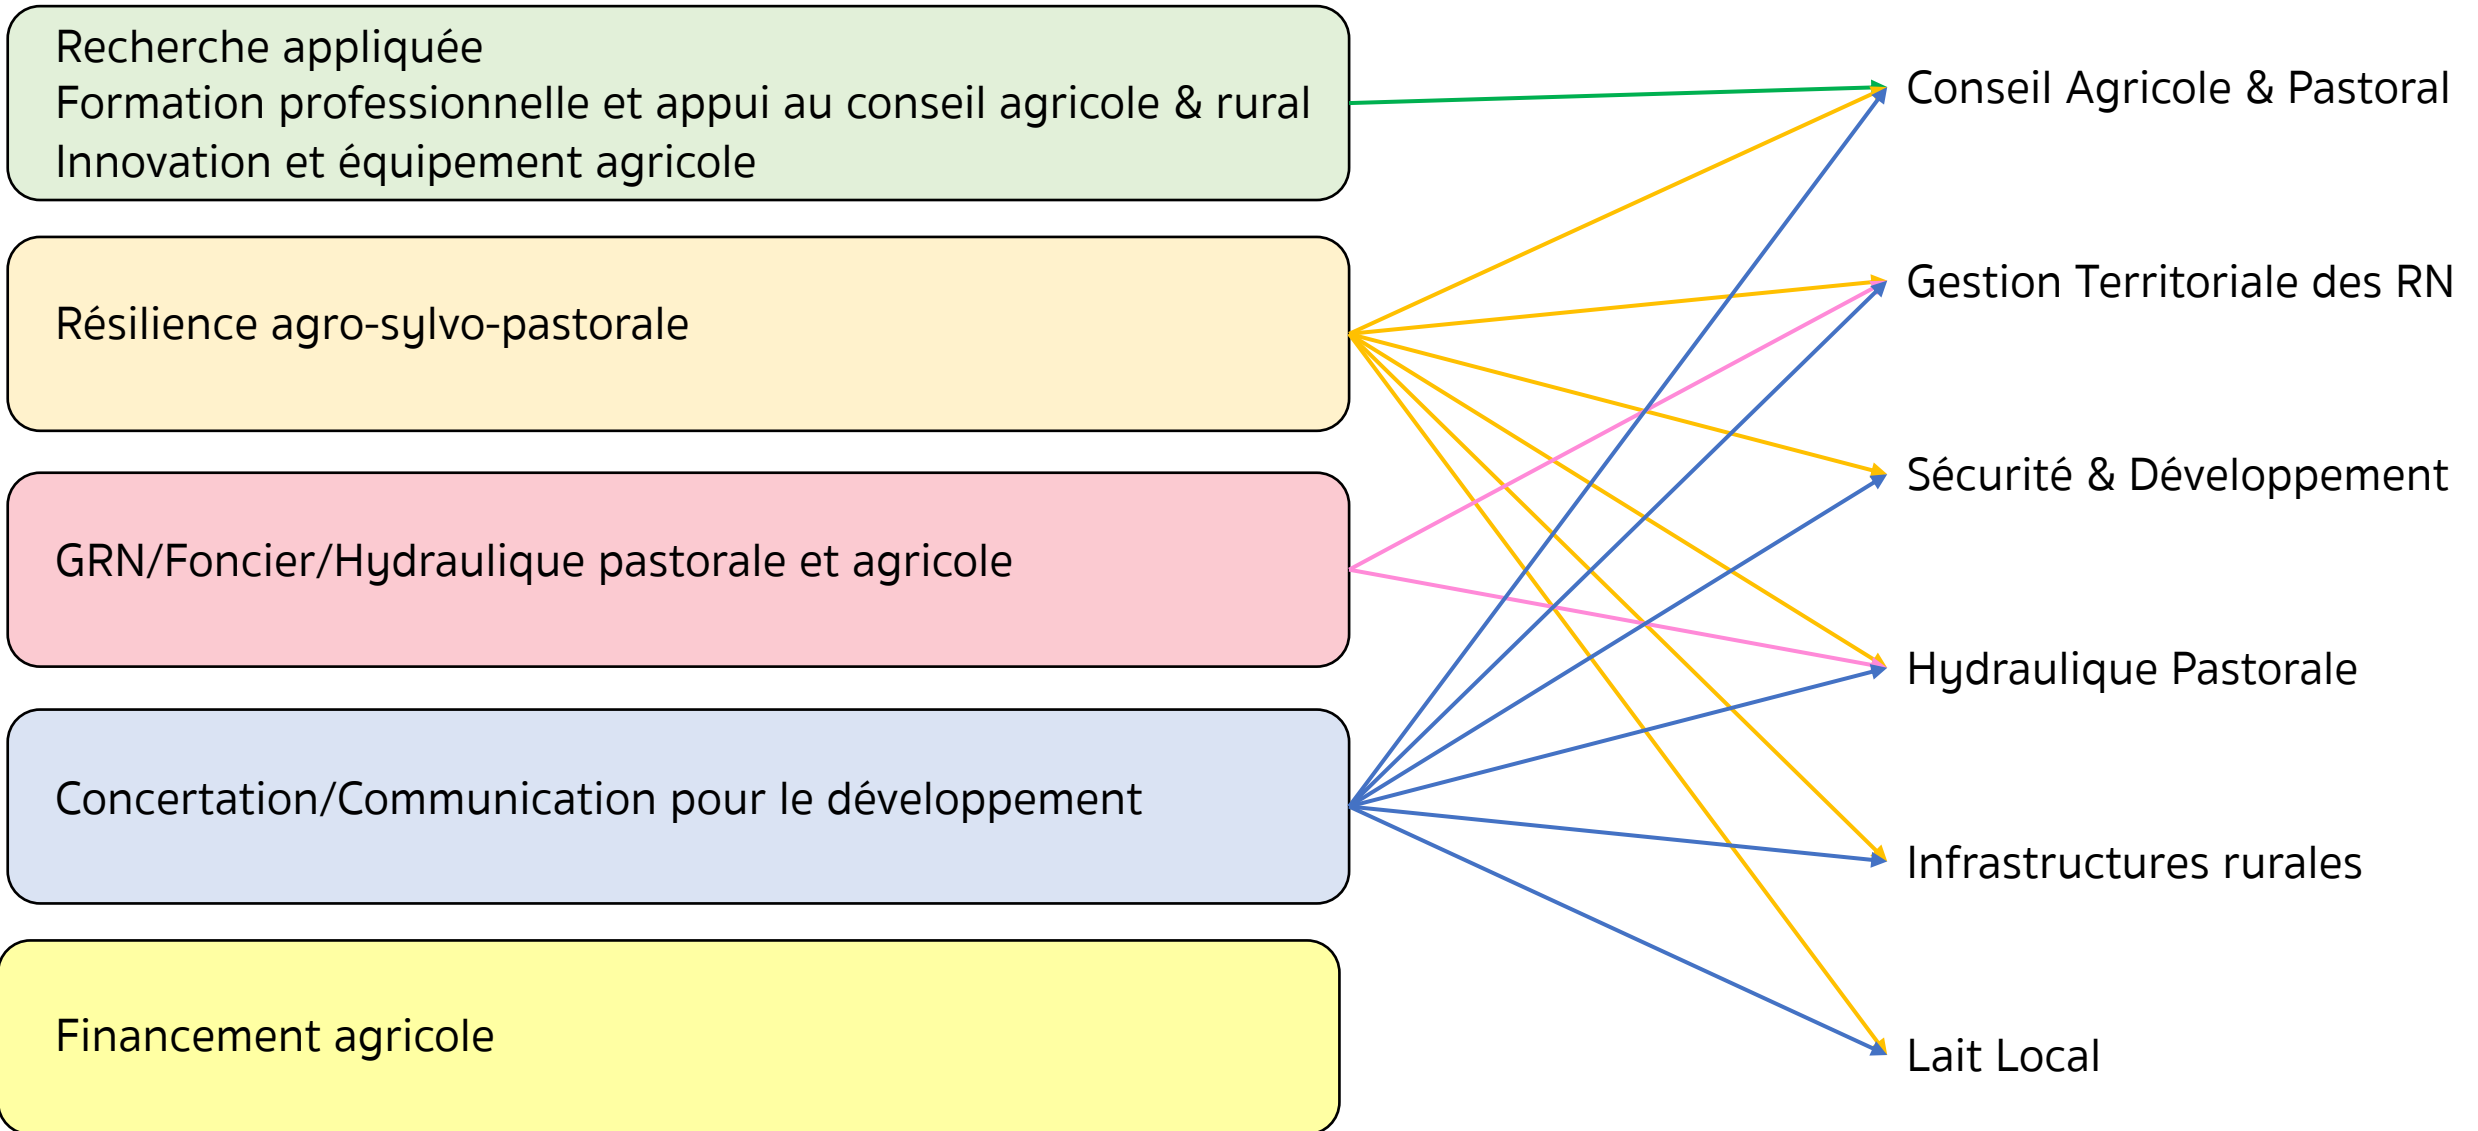 Recherche appliquée
Formation professionnelle et appui au conseil agricole & rural
Innovation et équipement agricole
Résilience agro-sylvo-pastorale
GRN/Foncier/Hydraulique pastorale et agricole
Concertation/Communication pour le développement
Financement agricole
Conseil Agricole & Pastoral
Gestion Territoriale des RN
Sécurité & Développement
Hydraulique Pastorale
Infrastructures rurales
Lait Local